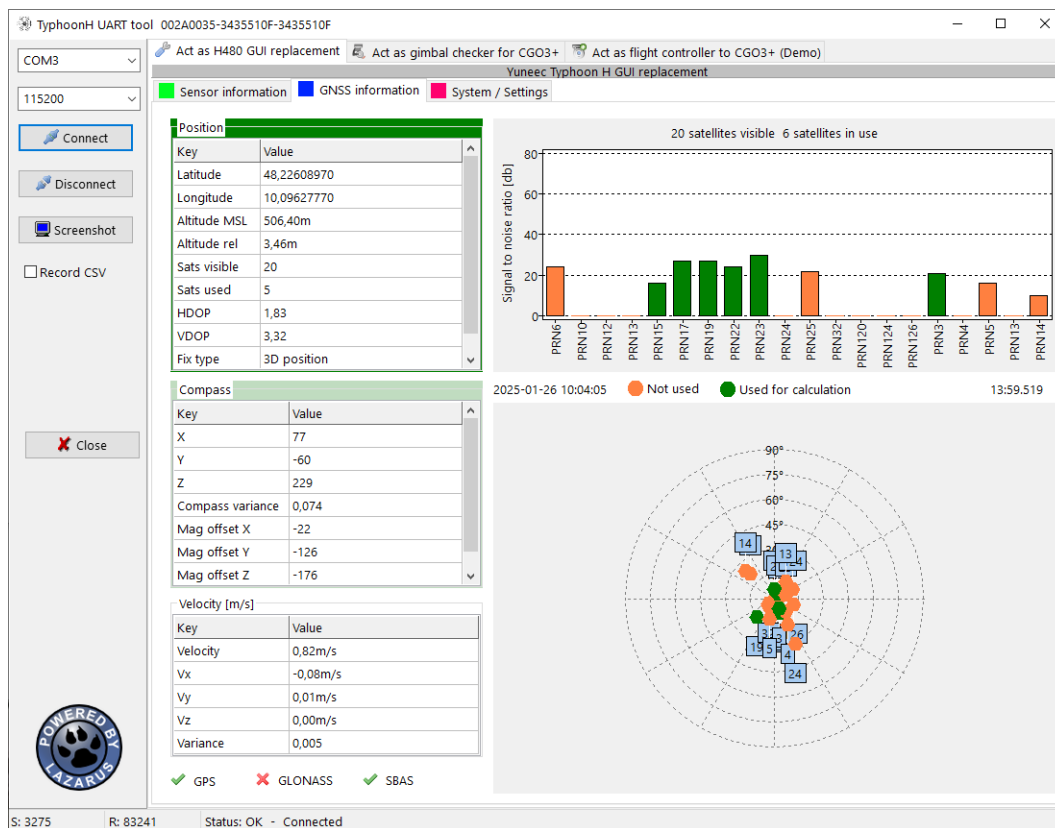 TyphoonH UART tool 002A0035-3435510F-3435510F
COM3
115200
Connect
Disconnect
Screenshot
Record CSV
Close
POWERED BY LAZARUS
Act as H480 GUI replacement
Act as gimbal checker for CGO3+
Act as flight controller to CGO3+ (Demo)
Yuneec Typhoon H GUI replacement
Sensor information
GNSS information
System / Settings
Position
Key Value
Latitude 48,22608970
Longitude 10,09627770
Altitude MSL 506,40m
Altitude rel 3,46m
Sats visible 20
Sats used 5
HDOP 1,83
VDOP 3,32
Fix type 3D position
Compass
Key Value
X 77
Y -60
Z 229
Compass variance 0,074
Mag offset X -22
Mag offset Y -126
Mag offset Z -176
Velocity [m/s]
Key Value
Velocity 0,82m/s
Vx -0,08m/s
Vy 0,01m/s
Vz 0,00m/s
Variance 0,005
GPS
GLONASS
SBAS
20 satellites visible 6 satellites in use
Signal to noise ratio [db]
80
60
40
20
0
PRN6
PRN10
PRN12
PRN13
PRN15
PRN17
PRN19
PRN22
PRN23
PRN24
PRN25
PRN32
PRN120
PRN124
PRN126
PRN3
PRN4
PRN5
PRN13
PRN14
2025-01-26 10:04:05
Not used
Used for calculation
13:59.519
90°
75°
60°
45°
14
13
19
5
3
26
4
24
S: 3275
R: 83241
Status: OK - Connected